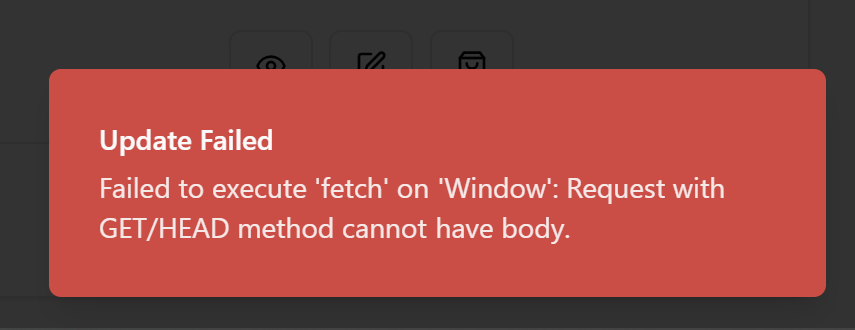 Update Failed
Failed to execute 'fetch' on 'Window': Request with
GET/HEAD method cannot have body.